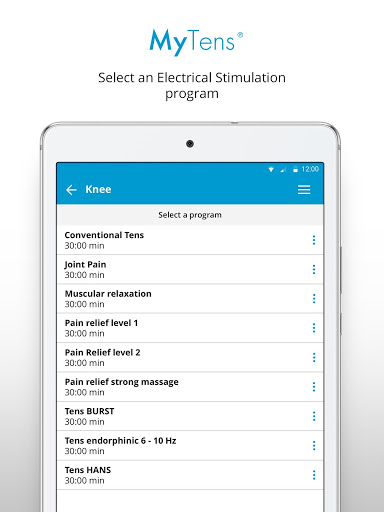 MyTens®
Select an Electrical Stimulation
program
12:00
Knee
Select a program
Conventional Tens
30:00 min
Joint Pain
30:00 min
Muscular relaxation
30:00 min
Pain relief level 1
30:00 min
Pain Relief level 2
30:00 min
Pain relief strong massage
30:00 min
Tens BURST
30:00 min
Tens endorphinic 6 - 10 Hz
30:00 min
Tens HANS
30:00 min